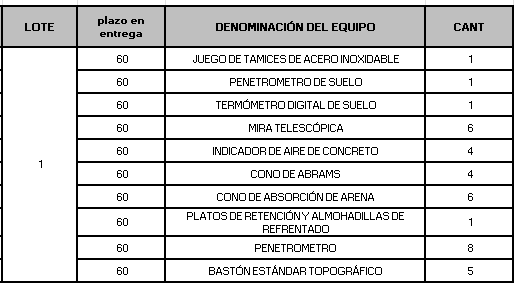 LOTE plazo en entrega DENOMINACIÓN DEL EQUIPO CANT
60 JUEGO DE TAMICES DE ACERO INOXIDABLE 1
60 PENETROMETRO DE SUELO 1
60 TERMÓMETRO DIGITAL DE SUELO 1
60 MIRA TELESCÓPICA 6
60 INDICADOR DE AIRE DE CONCRETO 4
1 60 CONO DE ABRAMS 4
60 CONO DE ABSORCIÓN DE ARENA 6
60 PLATOS DE RETENCIÓN Y ALMOHADILLAS DE REFRENTADO 1
60 PENETROMETRO 8
60 BASTÓN ESTÁNDAR TOPOGRÁFICO 5